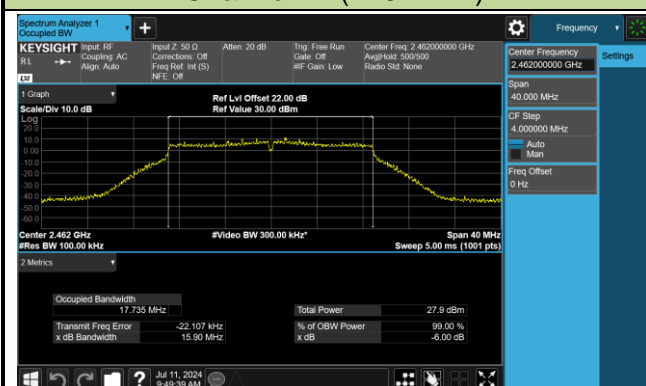 Spectrum Analyzer 1
Occupied BW
Frequency
KEYSIGHT
Input: RF
Input Z: 50 Ω
Atten: 20 dB
Trig: Free Run
Center Freq: 2.462000000 GHz
RL
Coupling: AC
Corrections: Off
Gate: Off
Avg|Hold: 500/500
Align: Auto
Freq Ref: Int (S)
#IF Gain: Low
Radio Std: None
NFE: Off
LXI
Center Frequency
2.462000000 GHz
Settings
Span
40.000 MHz
CF Step
4.000000 MHz
Auto
Man
Freq Offset
0 Hz
1 Graph
Ref Lvl Offset 22.00 dB
Scale/Div 10.0 dB
Ref Value 30.00 dBm
Log
20.0
10.0
0.00
-10.0
-20.0
-30.0
-40.0
-50.0
-60.0
Center 2.462 GHz
#Video BW 300.00 kHz*
Span 40 MHz
#Res BW 100.00 kHz
Sweep 5.00 ms (1001 pts)
2 Metrics
Occupied Bandwidth
17.735 MHz
Total Power
27.9 dBm
Transmit Freq Error
-22.107 kHz
% of OBW Power
99.00 %
x dB Bandwidth
15.90 MHz
x dB
-6.00 dB
?
Jul 11, 2024
9:49:39 AM